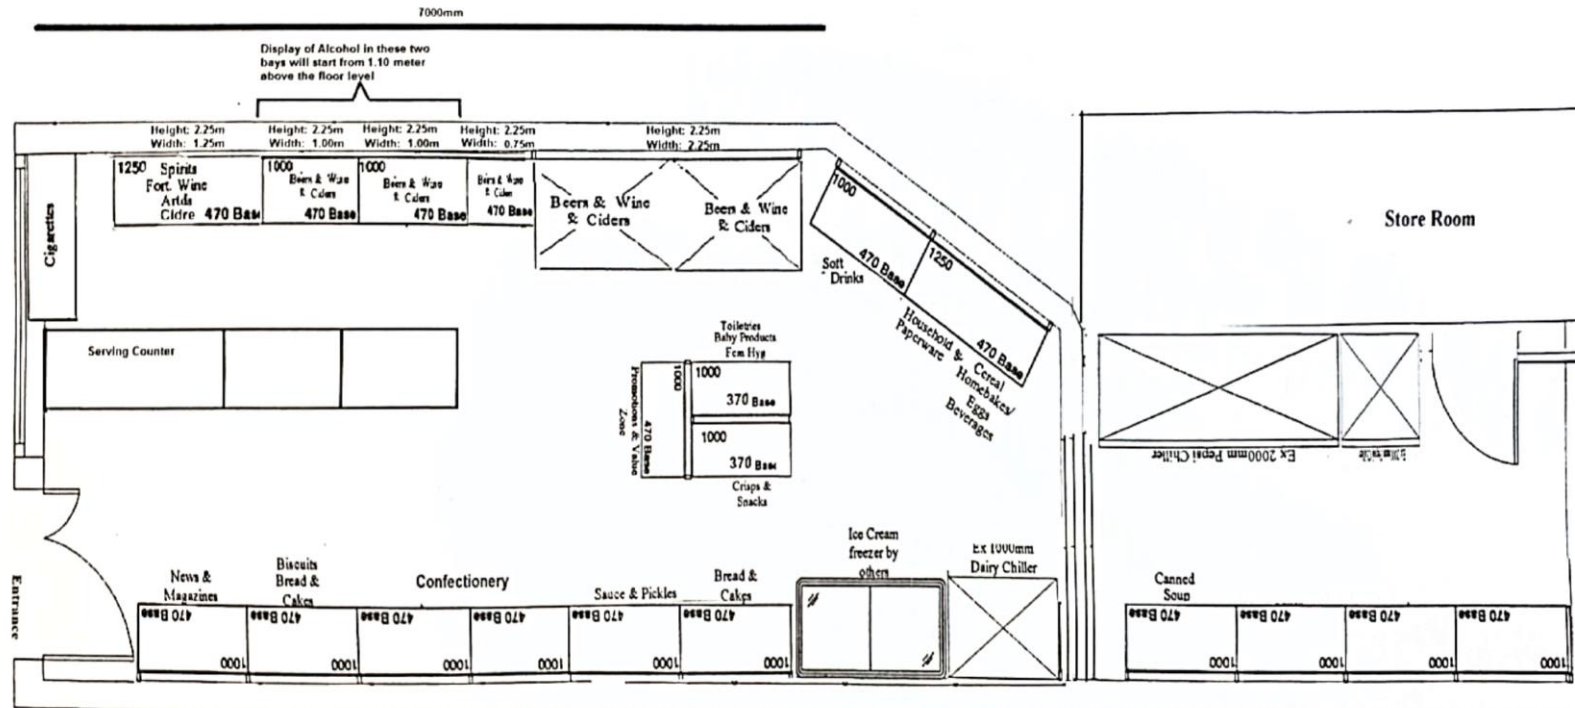 7000mm
Display of Alcohol in these two
bays will start from 1.10 meter
above the floor level
Height: 2.25m
Width: 1.25m
Height: 2.25m
Width: 1.00m
Height: 2.25m
Width: 1.00m
Height: 2.25m
Width: 0.75m
Height: 2.25m
Width: 2.25m
Cigarettes
1250 Spirits
Fort. Wine
Cidre 470 Base
1000
Beers & Wine
& Ciders
470 Base
1000
Beers & Wine
& Ciders
470 Base
Beers & Wine
& Ciders
470 Base
Beers & Wine
& Ciders
Beers & Wine
& Ciders
1000
470 Base
Soft
Drinks
1250
470 Base
Household &
Paperware
Cereal
Homebakes/
Eggs
Beverages
Store Room
Serving Counter
Toiletries
Baby Products
Fem Hyg
1000
370 Base
1000
370 Base
1000
470 Base
Promotions & Value
Zone
Crisps &
Snacks
Ex 2000mm Pepsi Chiller
Entrance
News &
Magazines
Biscuits
Bread &
Cakes
Confectionery
Sauce & Pickles
Bread &
Cakes
Ice Cream
freezer by
others
Ex 1000mm
Dairy Chiller
Canned
Soup
470 Base
1000
470 Base
1000
470 Base
1000
470 Base
1000
470 Base
1000
470 Base
1000
470 Base
1000
470 Base
1000
470 Base
1000
470 Base
1000